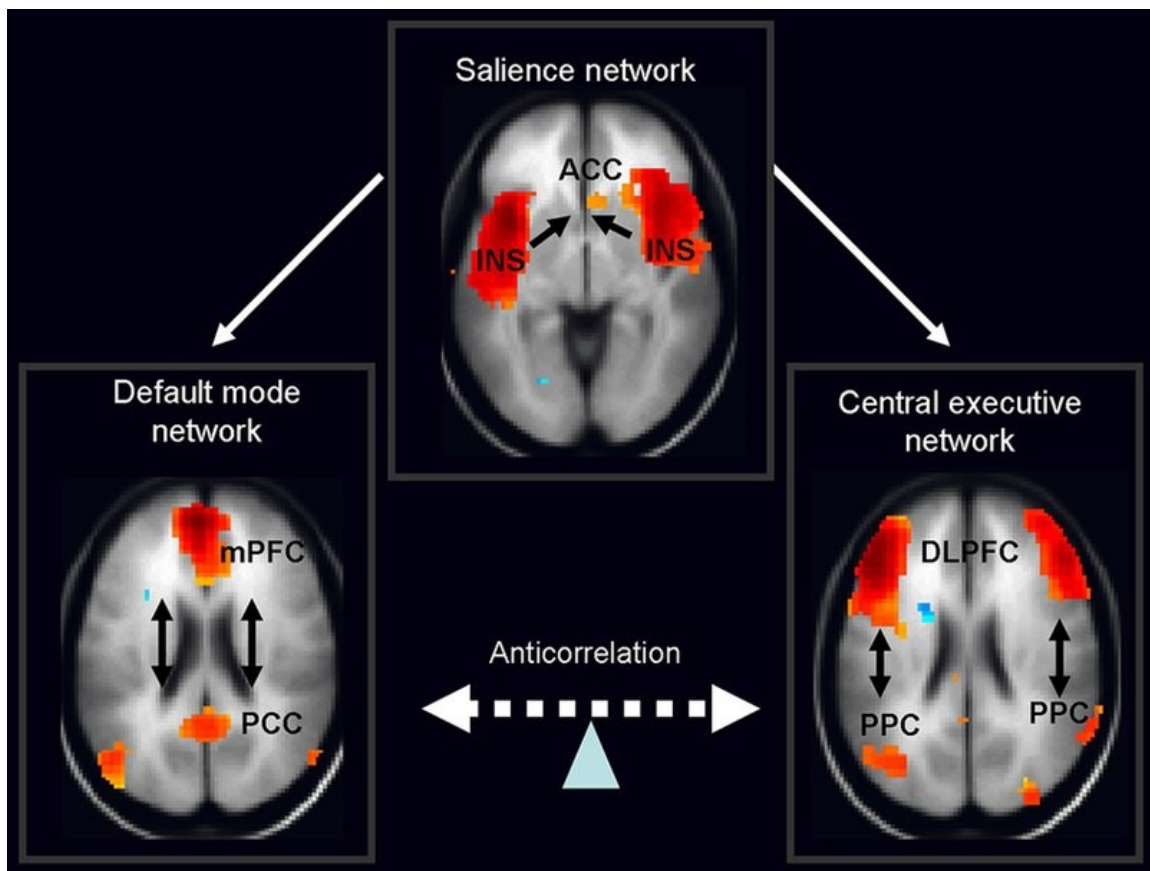 Salience network
ACC
INS
INS
Default mode
network
mPFC
PCC
Anticorrelation
Central executive
network
DLPFC
PPC
PPC